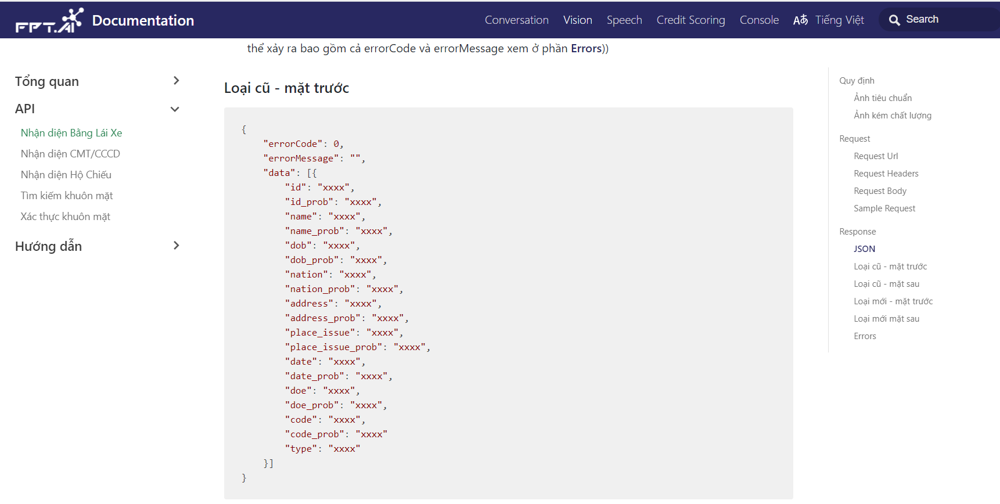 FPT.AI Documentation
Conversation Vision Speech Credit Scoring Console Aあ Tiếng Việt Search
thể xảy ra bao gồm cả errorCode và errorMessage xem ở phần Errors))
Tổng quan
API
Nhận diện Bằng Lái Xe
Nhận diện CMT/CCCD
Nhận diện Hộ Chiếu
Tìm kiếm khuôn mặt
Xác thực khuôn mặt
Hướng dẫn
Loại cũ - mặt trước
{
"errorCode": 0,
"errorMessage": "",
"data": [{
"id": "xxxx",
"id_prob": "xxxx",
"name": "xxxx",
"name_prob": "xxxx",
"dob": "xxxx",
"dob_prob": "xxxx",
"nation": "xxxx",
"nation_prob": "xxxx",
"address": "xxxx",
"address_prob": "xxxx",
"place_issue": "xxxx",
"place_issue_prob": "xxxx",
"date": "xxxx",
"date_prob": "xxxx",
"doe": "xxxx",
"doe_prob": "xxxx",
"code": "xxxx",
"code_prob": "xxxx"
"type": "xxxx"
}]
}
Quy định
Ảnh tiêu chuẩn
Ảnh kém chất lượng
Request
Request Url
Request Headers
Request Body
Sample Request
Response
JSON
Loại cũ - mặt trước
Loại cũ - mặt sau
Loại mới - mặt trước
Loại mới mặt sau
Errors